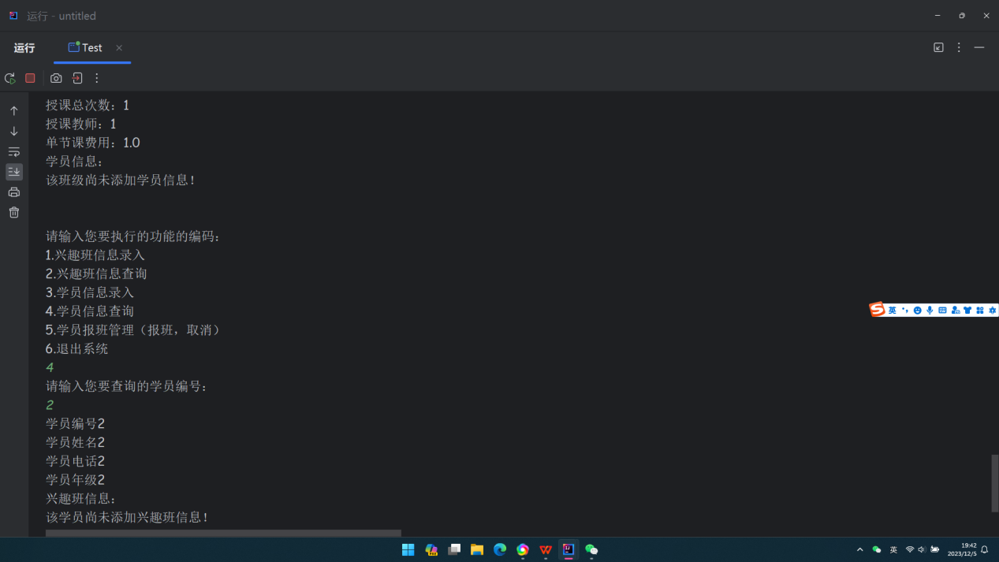 运行 - untitled
运行
Test
授课总次数：1
授课教师：1
单节课费用：1.0
学员信息：
该班级尚未添加学员信息！
请输入您要执行的功能的编码：
1.兴趣班信息录入
2.兴趣班信息查询
3.学员信息录入
4.学员信息查询
5.学员报班管理（报班，取消）
6.退出系统
4
请输入您要查询的学员编号：
2
学员编号2
学员姓名2
学员电话2
学员年级2
兴趣班信息：
该学员尚未添加兴趣班信息！
英
英
19:42
2023/12/5